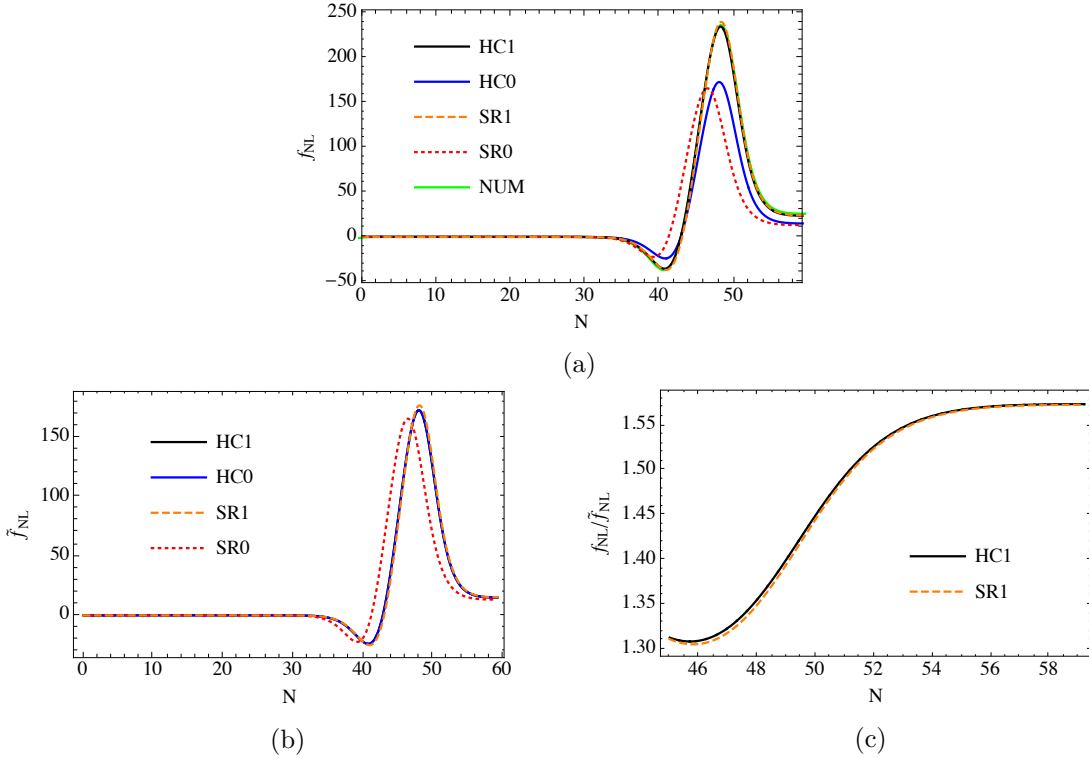 250
200
150
100
50
0
−50
f_NL
HC1
HC0
SR1
SR0
NUM
0 10 20 30 40 50
N
(a)
150
100
50
0
f̃_NL
HC1
HC0
SR1
SR0
0 10 20 30 40 50 60
N
(b)
1.55
1.50
1.45
1.40
1.35
1.30
f_NL/f̃_NL
HC1
SR1
46 48 50 52 54 56 58
N
(c)